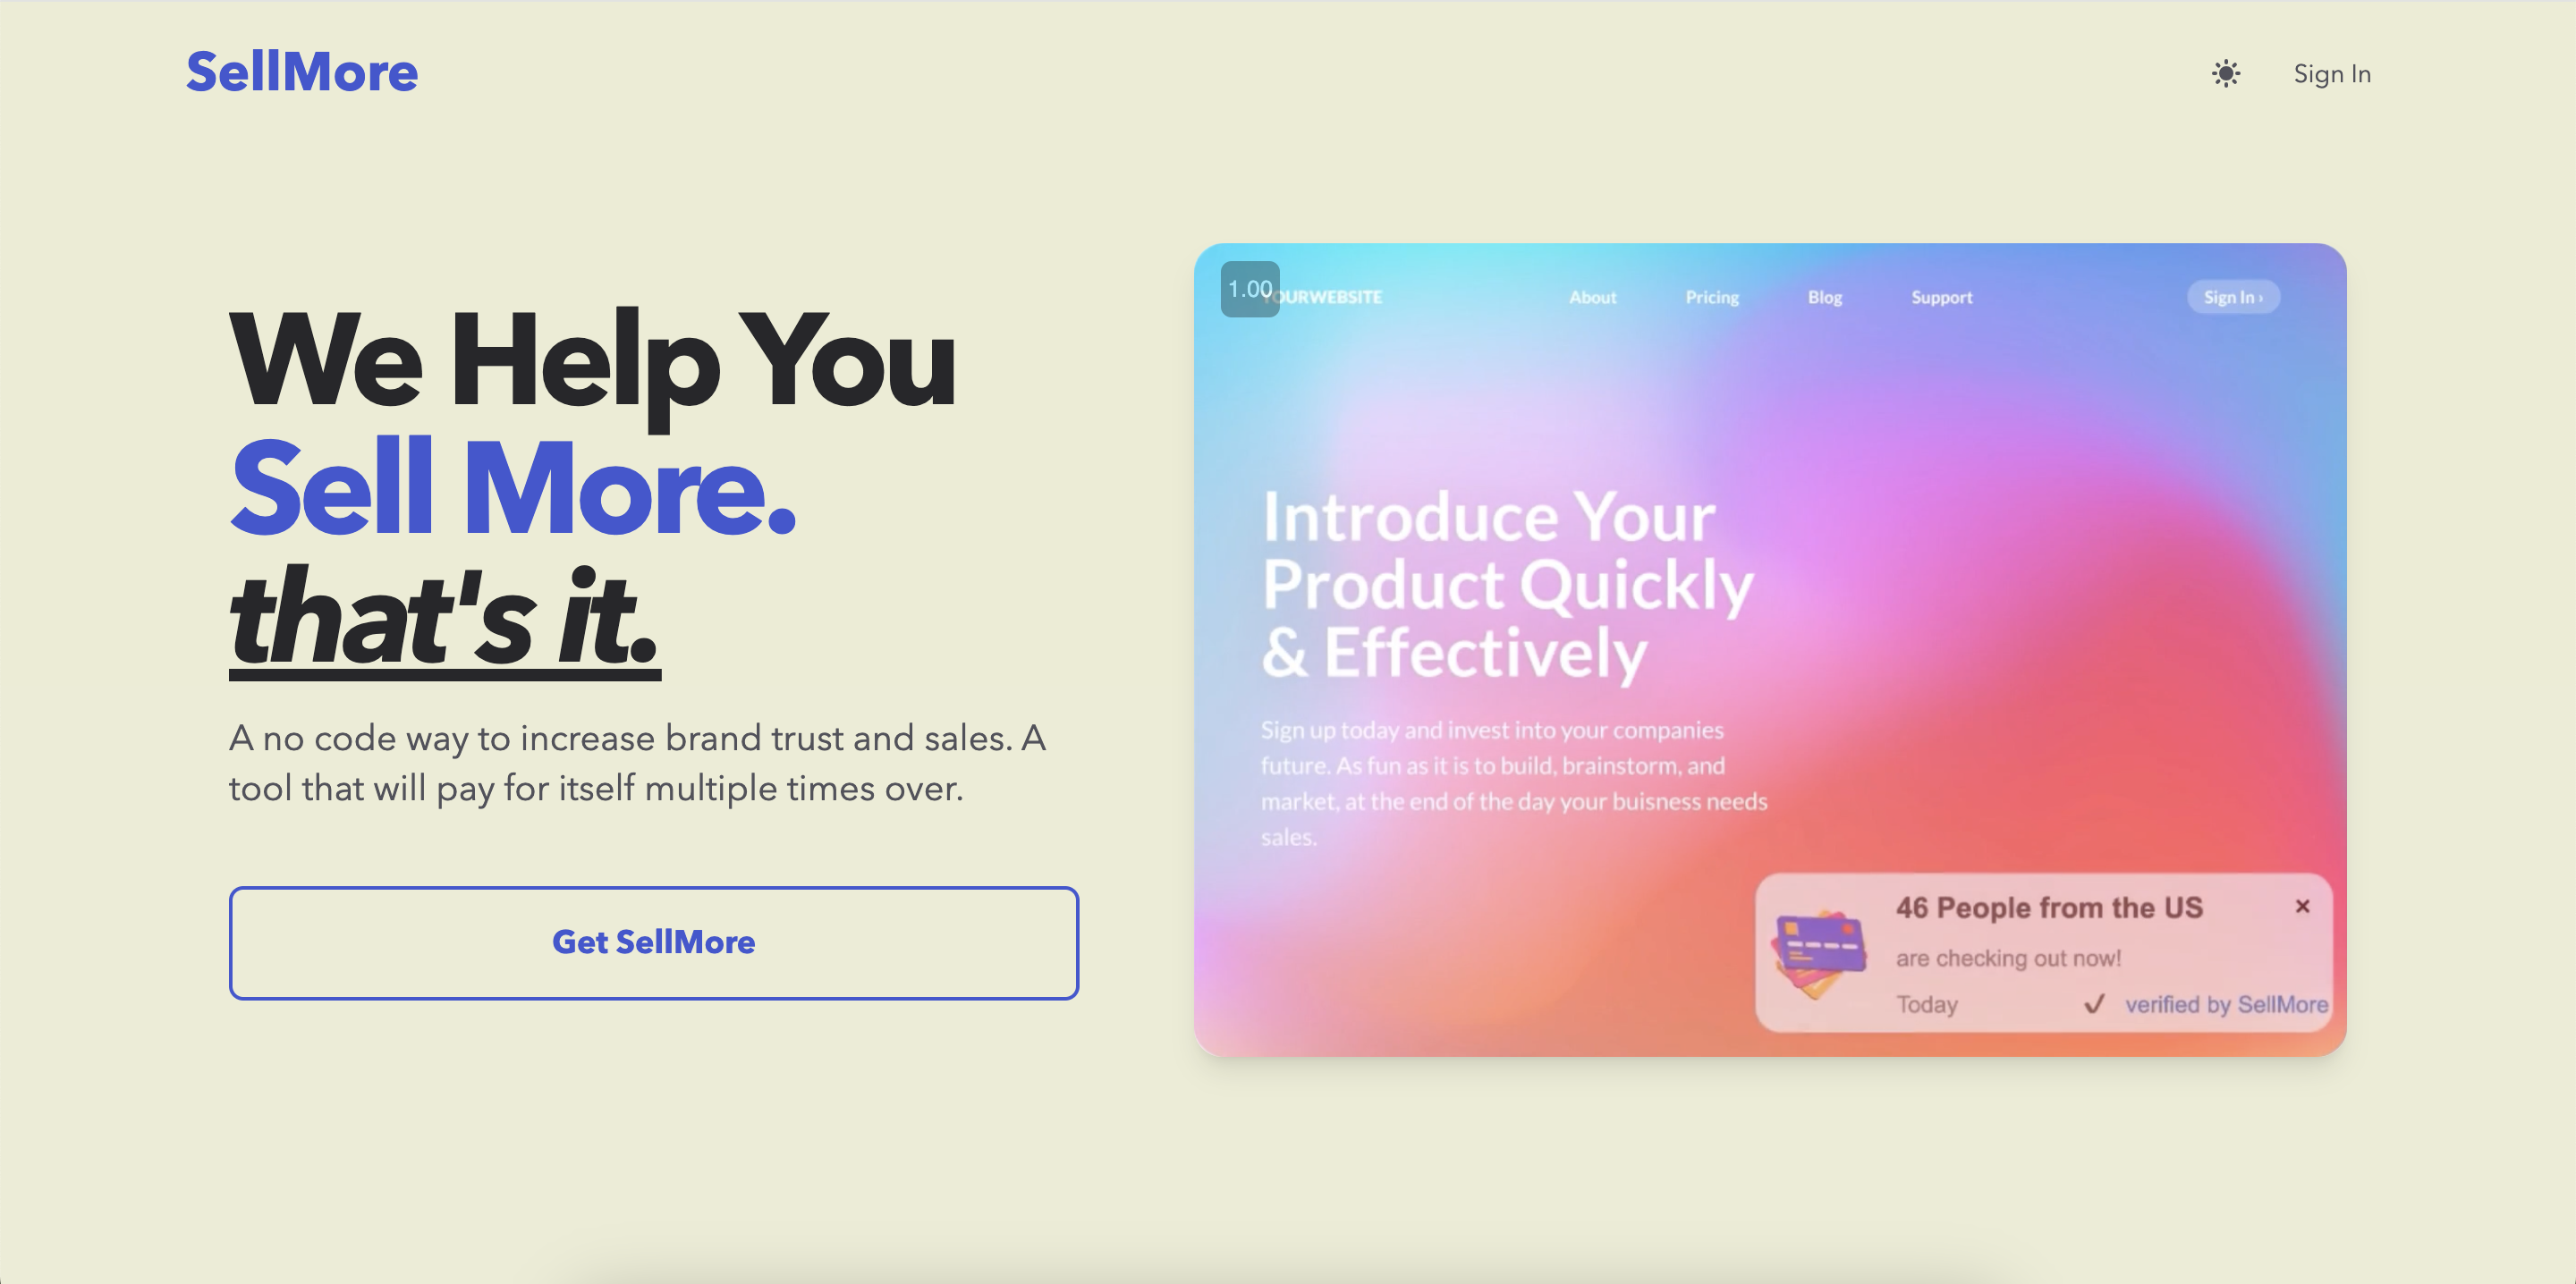 SellMore
Sign In
We Help You
Sell More.
that's it.
A no code way to increase brand trust and sales. A
tool that will pay for itself multiple times over.
Get SellMore
1.00
OURWEBSITE
About
Pricing
Blog
Support
Sign In ›
Introduce Your
Product Quickly
& Effectively
Sign up today and invest into your companies
future. As fun as it is to build, brainstorm, and
market, at the end of the day your buisness needs
sales.
46 People from the US
×
are checking out now!
Today ✓ verified by SellMore